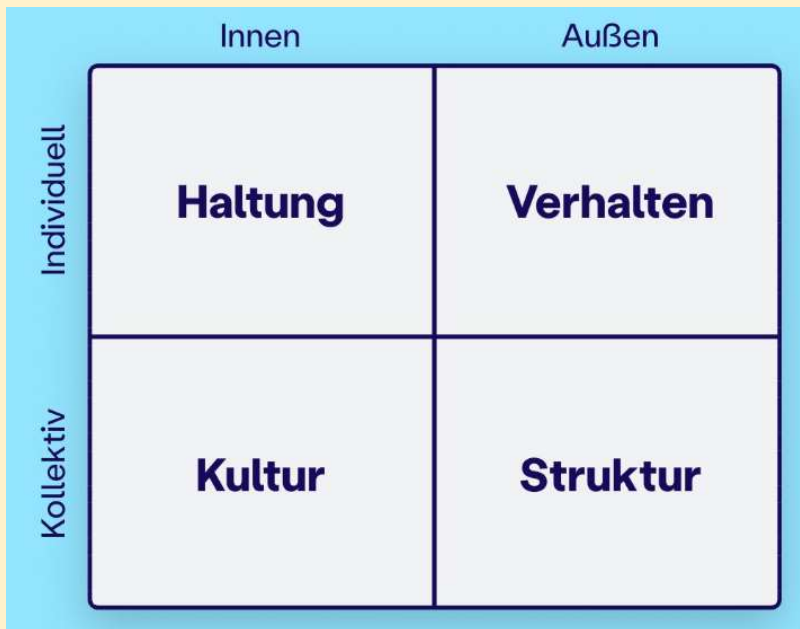 Innen
Außen
Individuell
Haltung
Verhalten
Kollektiv
Kultur
Struktur